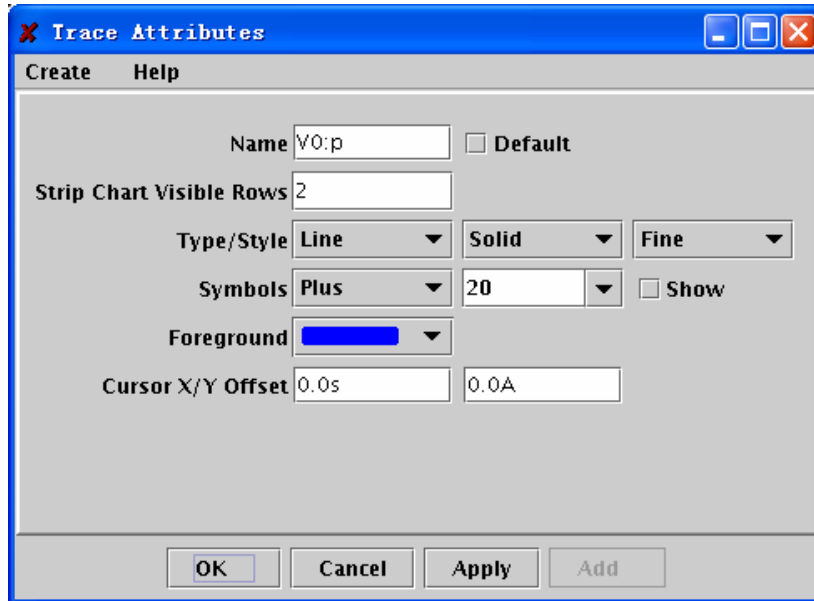 Trace Attributes
Create Help
Name V0:p Default
Strip Chart Visible Rows 2
Type/Style Line Solid Fine
Symbols Plus 20 Show
Foreground
Cursor X/Y Offset 0.0s 0.0A
OK Cancel Apply Add